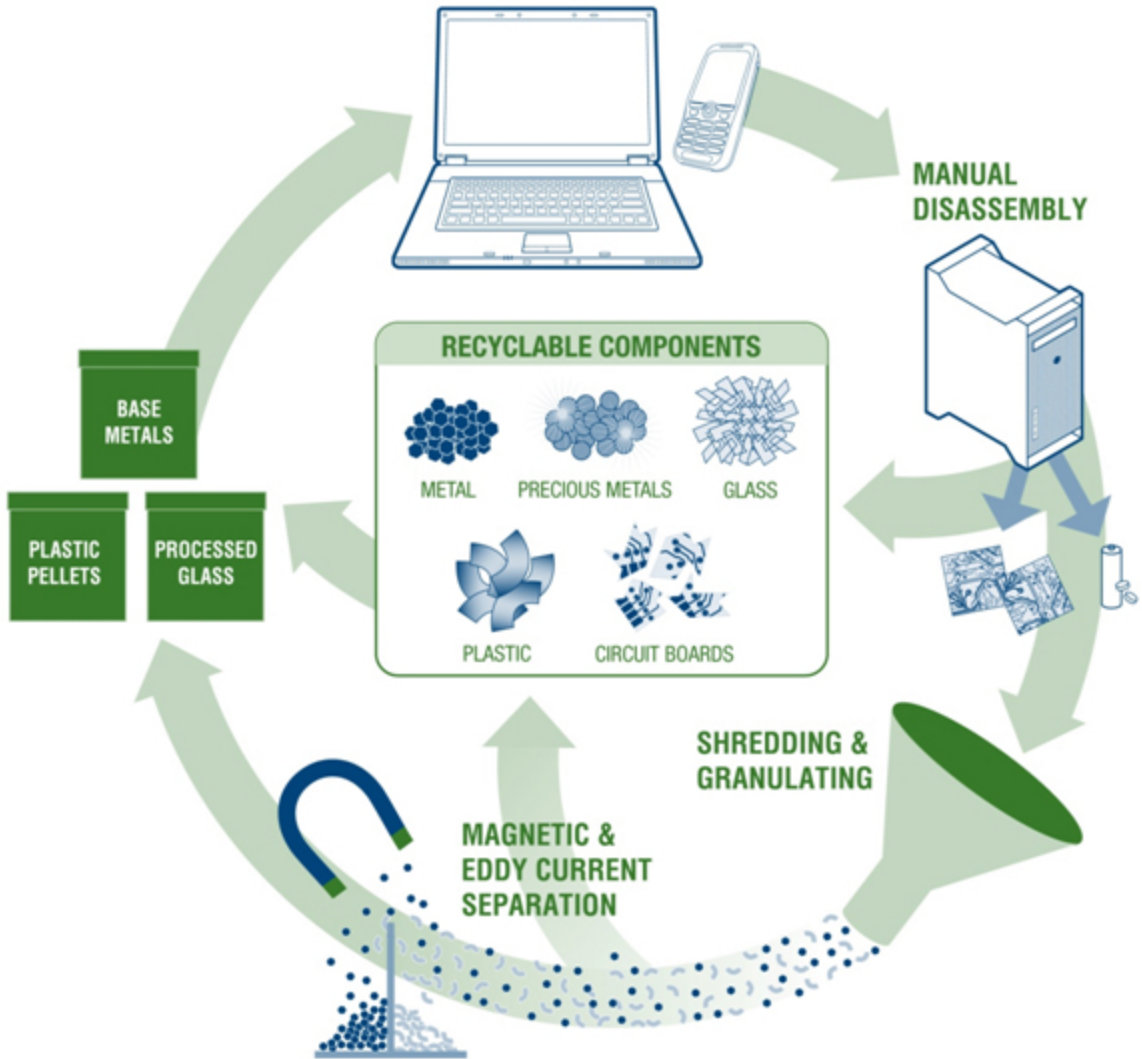 MANUAL
DISASSEMBLY
RECYCLABLE COMPONENTS
METAL
PRECIOUS METALS
GLASS
PLASTIC
CIRCUIT BOARDS
BASE
METALS
PLASTIC
PELLETS
PROCESSED
GLASS
SHREDDING &
GRANULATING
MAGNETIC &
EDDY CURRENT
SEPARATION